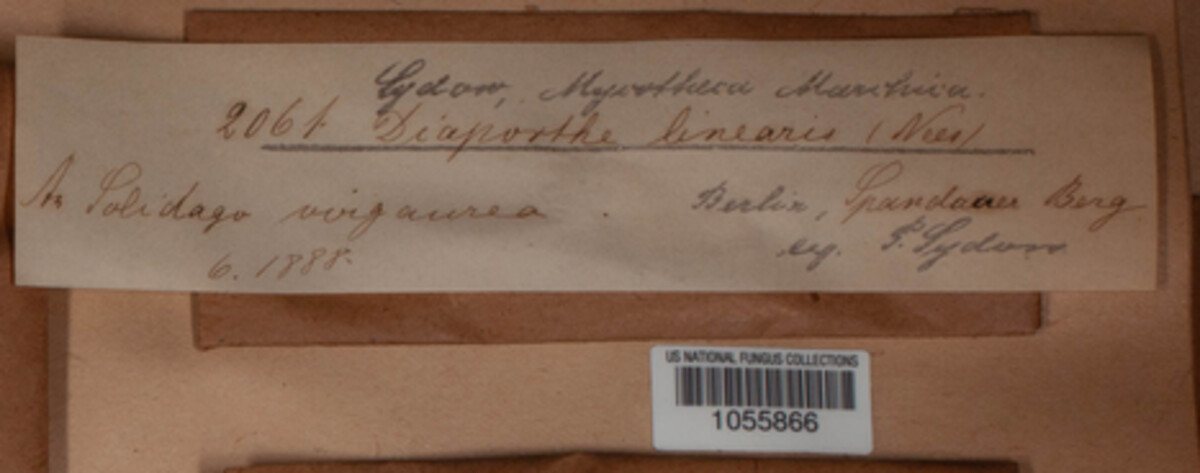 Sydow, Mycotheca Marchica.
2061. Diaporthe linearis (Nees)
An Solidago virgaurea. Berlin, Spandauer Berg
6. 1888. leg. P. Sydow
US NATIONAL FUNGUS COLLECTIONS
1055866